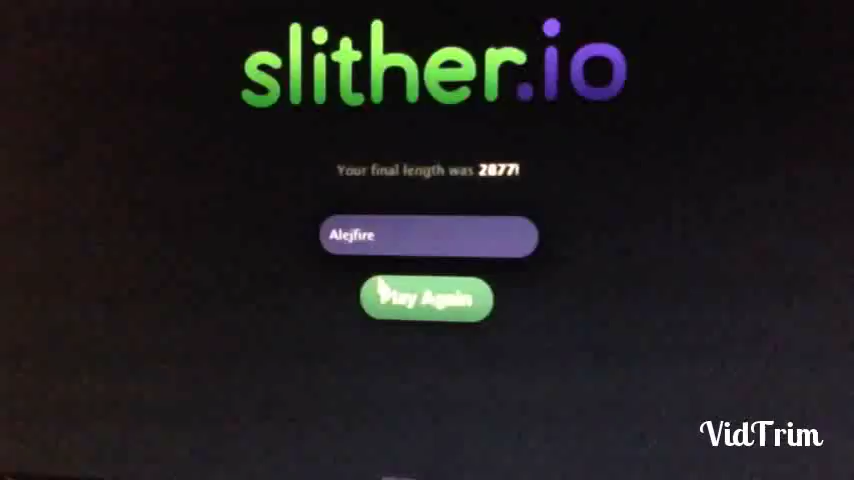 slither.io
Your final length was 2877!
Alejfire
Play Again
VidTrim